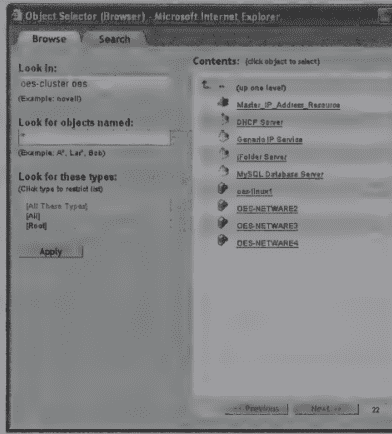 Object Selector (Browser) - Microsoft Internet Explorer
Browse
Search
Look in:
oes-cluster.oes
(Example: novell)
Look for objects named:
*
(Example: A*, Lar*, Bob)
Look for these types:
(Click type to restrict list)
[All These Types]
[All]
[Root]
Apply
Contents: (click object to select)
.. (up one level)
Master_IP_Address_Resource
DHCP Server
Generic IP Service
iFolder Server
MySQL Database Server
oes-linux1
OES-NETWARE2
OES-NETWARE3
OES-NETWARE4
<< Previous
Next >>
22